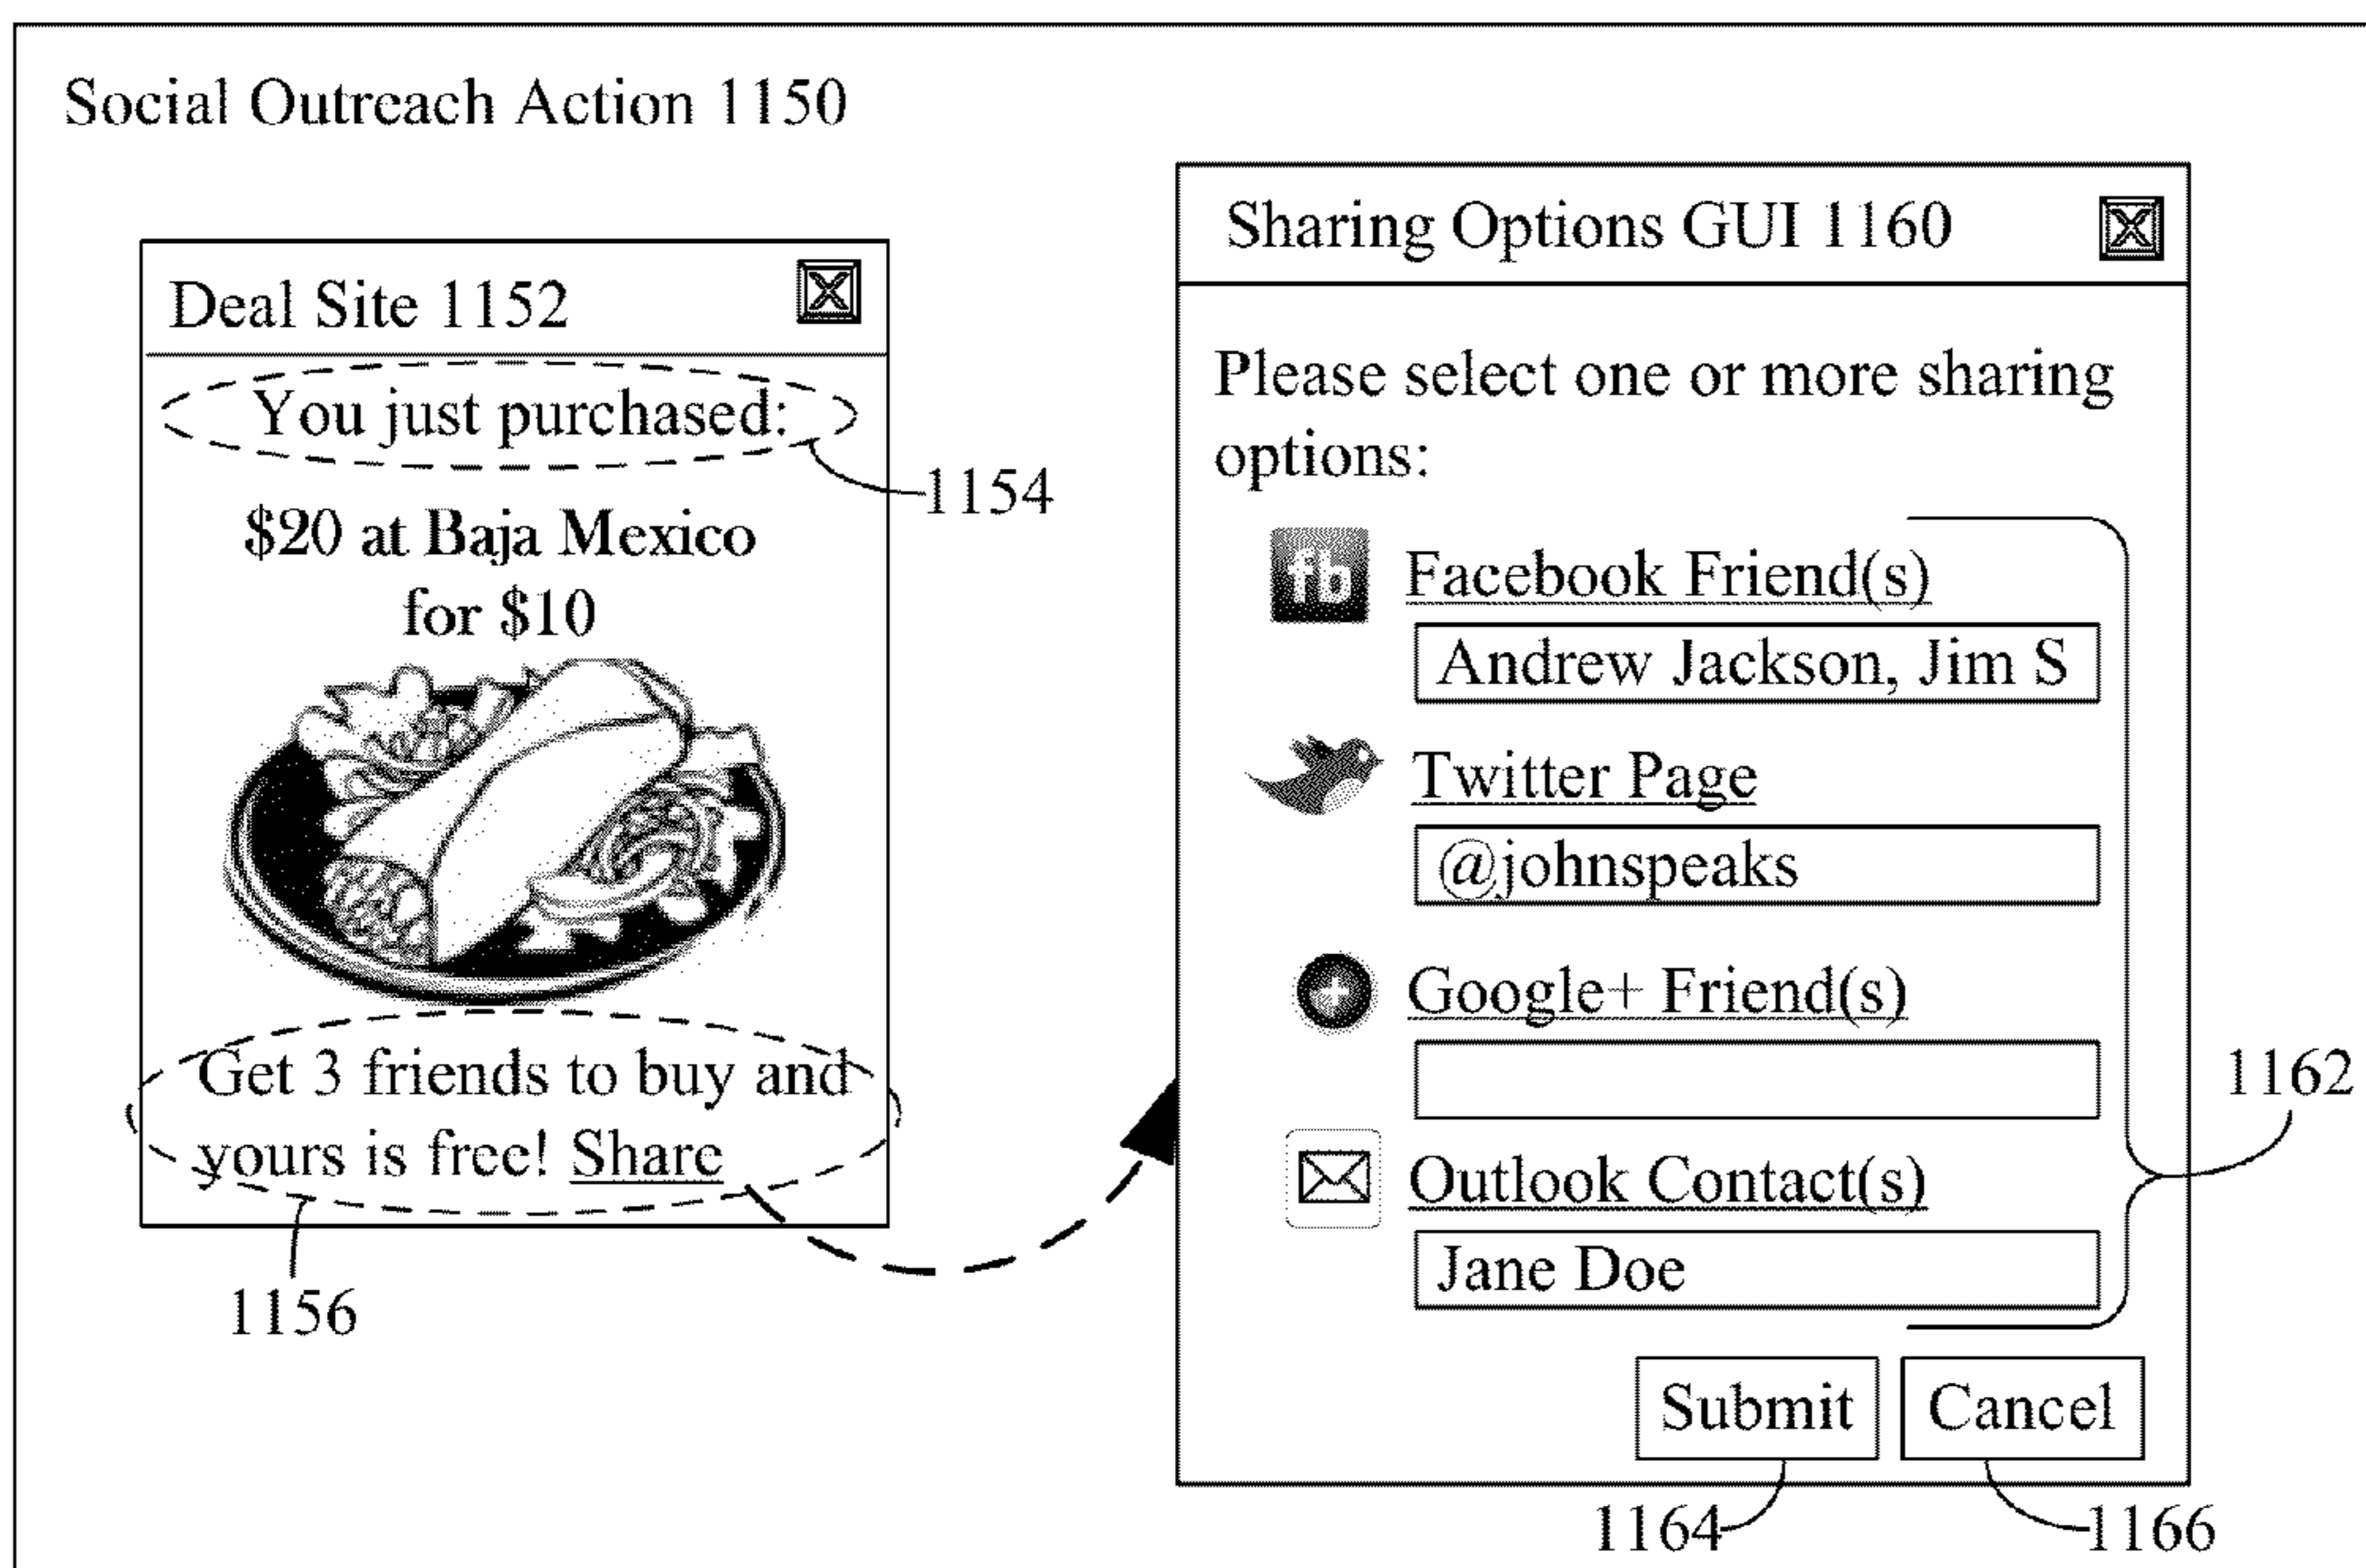 Social Outreach Action 1150
Deal Site 1152
X
You just purchased:
1154
$20 at Baja Mexico
for $10
Get 3 friends to buy and
yours is free! Share
1156
Sharing Options GUI 1160
X
Please select one or more sharing
options:
fb
Facebook Friend(s)
Andrew Jackson, Jim S
Twitter Page
@johnspeaks
+
Google+ Friend(s)
Outlook Contact(s)
Jane Doe
1162
Submit
Cancel
1164
1166